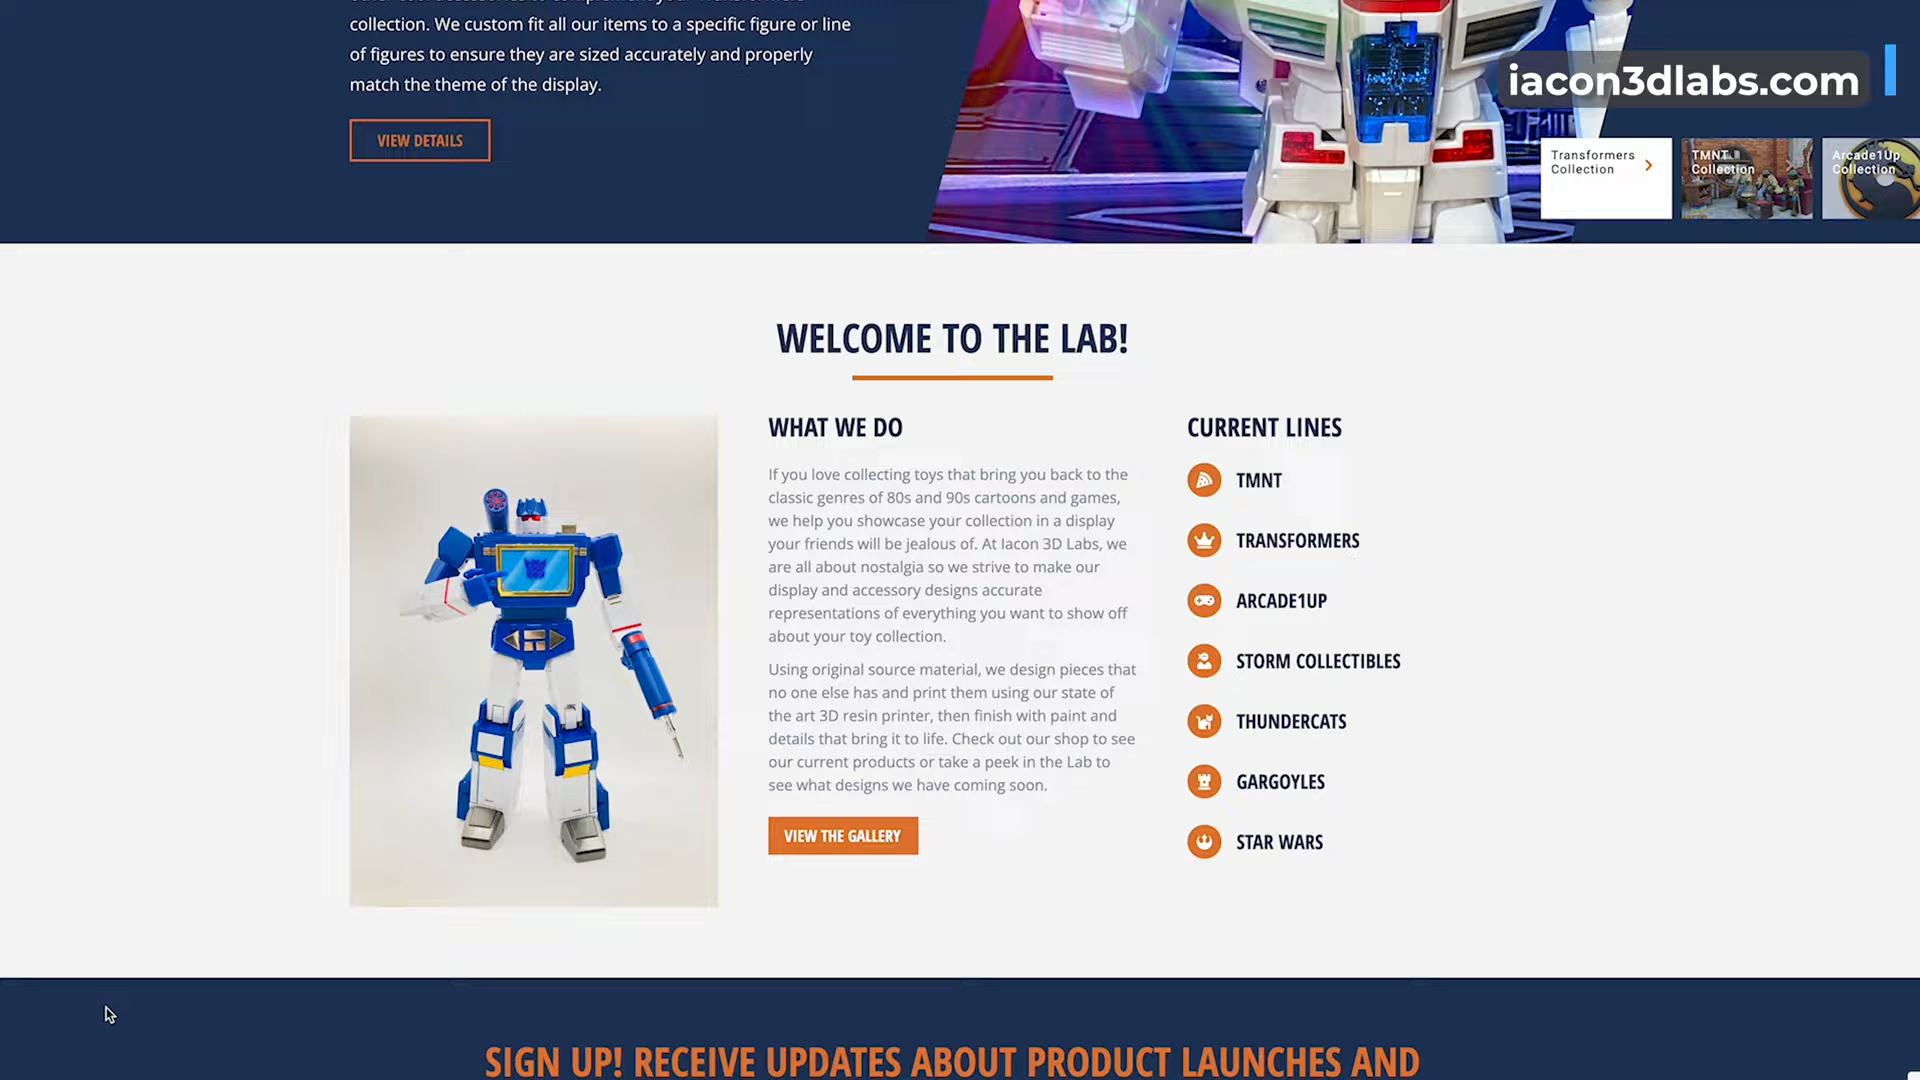 collection. We custom fit all our items to a specific figure or line
of figures to ensure they are sized accurately and properly
match the theme of the display.
VIEW DETAILS
iacon3dlabs.com
Transformers
Collection
TMNT
Collection
Arcade1Up
Collection
WELCOME TO THE LAB!
WHAT WE DO
If you love collecting toys that bring you back to the
classic genres of 80s and 90s cartoons and games,
we help you showcase your collection in a display
your friends will be jealous of. At Iacon 3D Labs, we
are all about nostalgia so we strive to make our
display and accessory designs accurate
representations of everything you want to show off
about your toy collection.
Using original source material, we design pieces that
no one else has and print them using our state of
the art 3D resin printer, then finish with paint and
details that bring it to life. Check out our shop to see
our current products or take a peek in the Lab to
see what designs we have coming soon.
VIEW THE GALLERY
CURRENT LINES
TMNT
TRANSFORMERS
ARCADE1UP
STORM COLLECTIBLES
THUNDERCATS
GARGOYLES
STAR WARS
SIGN UP! RECEIVE UPDATES ABOUT PRODUCT LAUNCHES AND